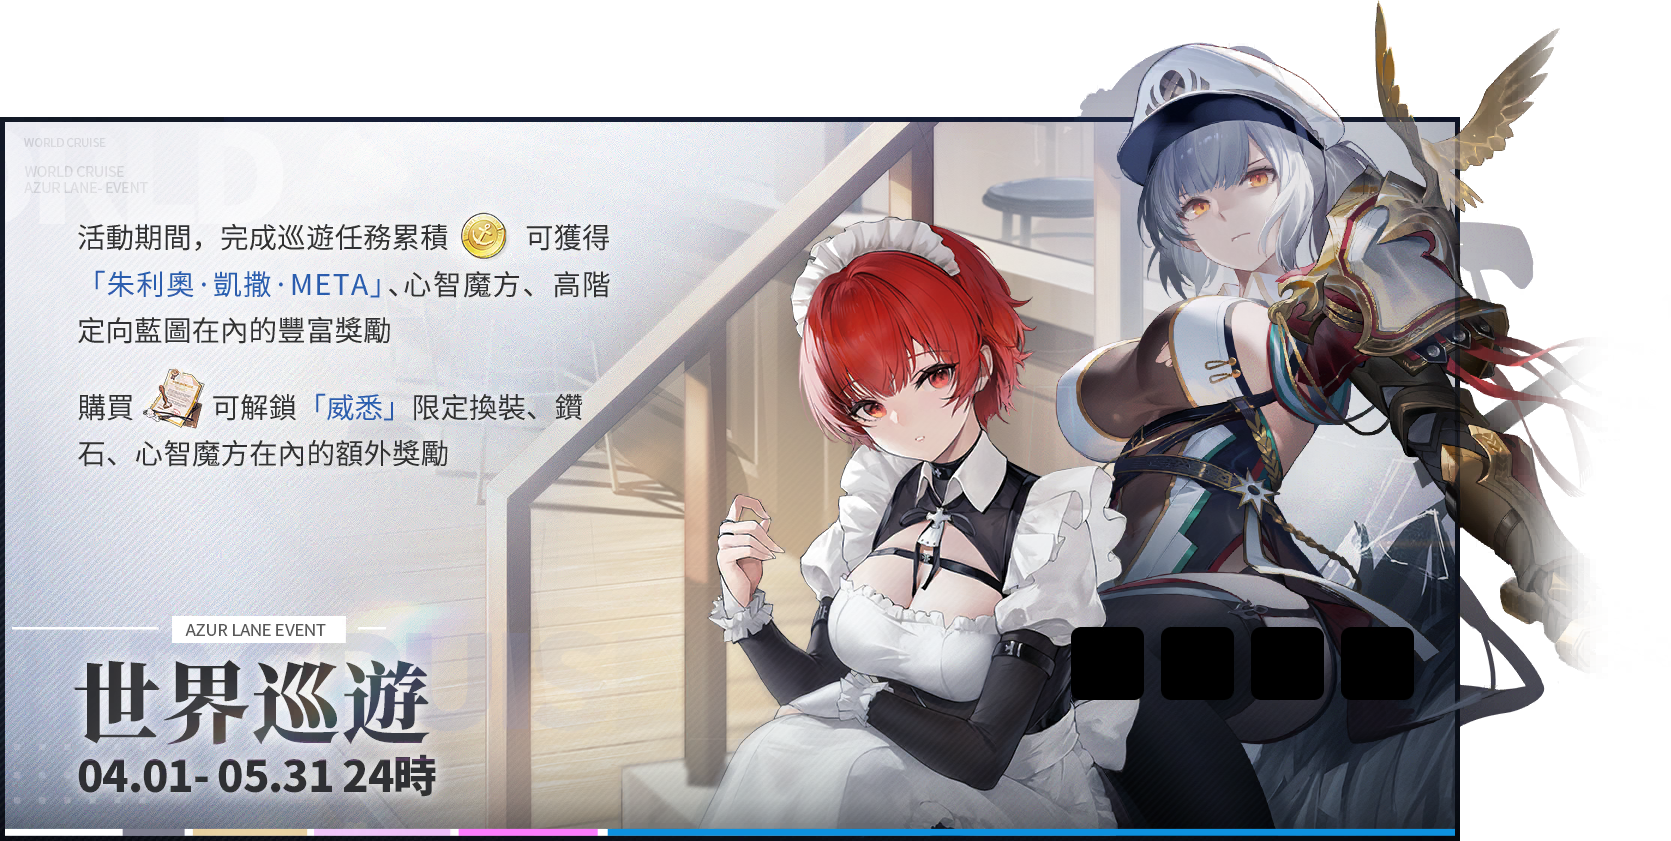 WORLD CRUISE
WORLD CRUISE
AZUR LANE- EVENT
活動期間，完成巡遊任務累積 可獲得
「朱利奧·凱撒·META」、心智魔方、高階
定向藍圖在內的豐富獎勵
購買 可解鎖「威悉」限定換裝、鑽
石、心智魔方在內的額外獎勵
AZUR LANE EVENT
世界巡遊
04.01- 05.31 24時